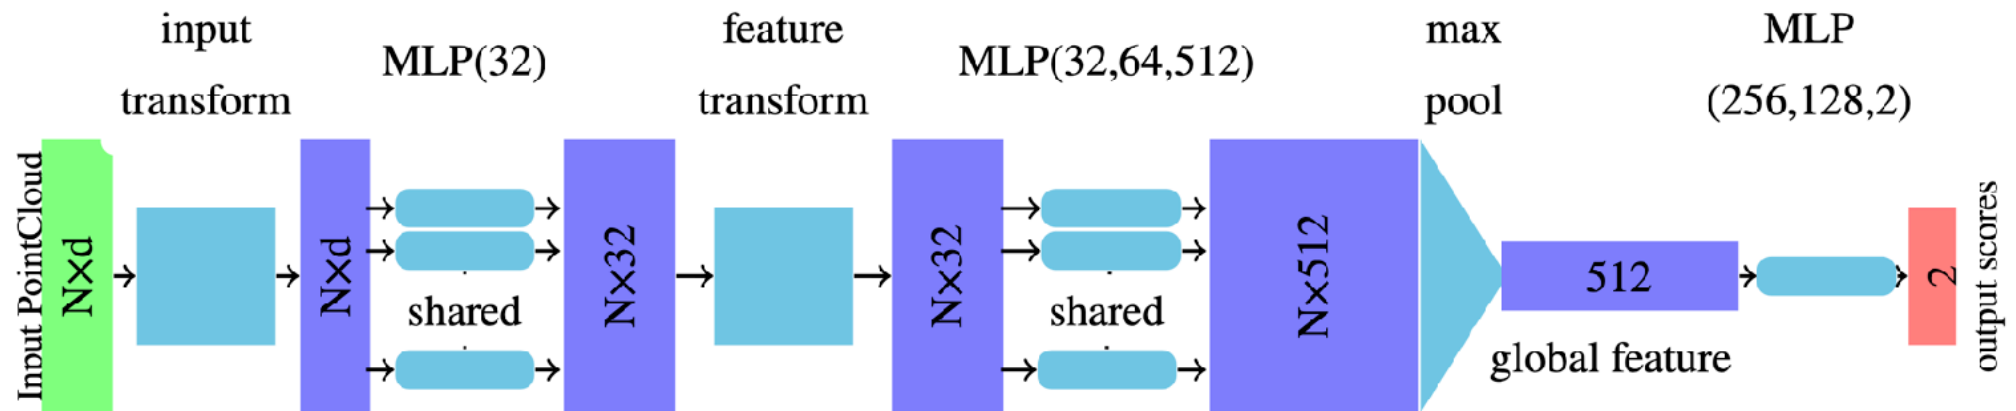 input
transform
MLP(32)
feature
transform
MLP(32,64,512)
max
pool
MLP
(256,128,2)
Input PointCloud
N×d
N×d
shared
N×32
N×32
shared
N×512
512
global feature
2
output scores